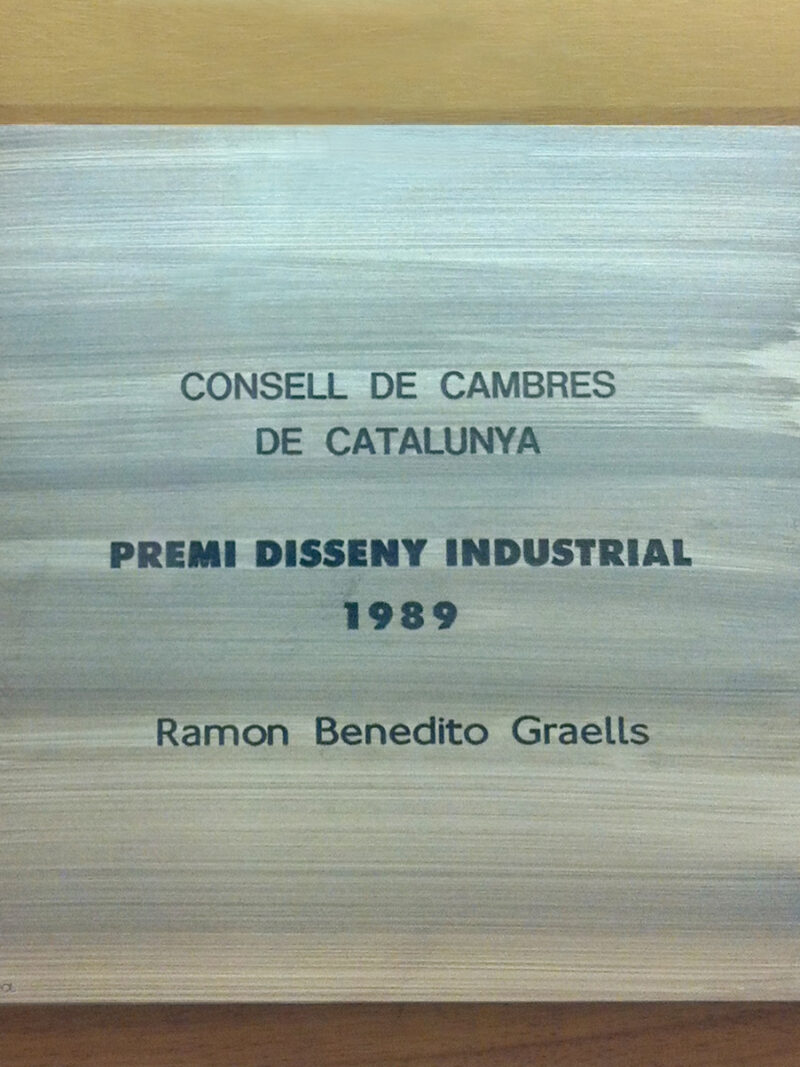 CONSELL DE CAMBRES
DE CATALUNYA
PREMI DISSENY INDUSTRIAL
1989
Ramon Benedito Graells